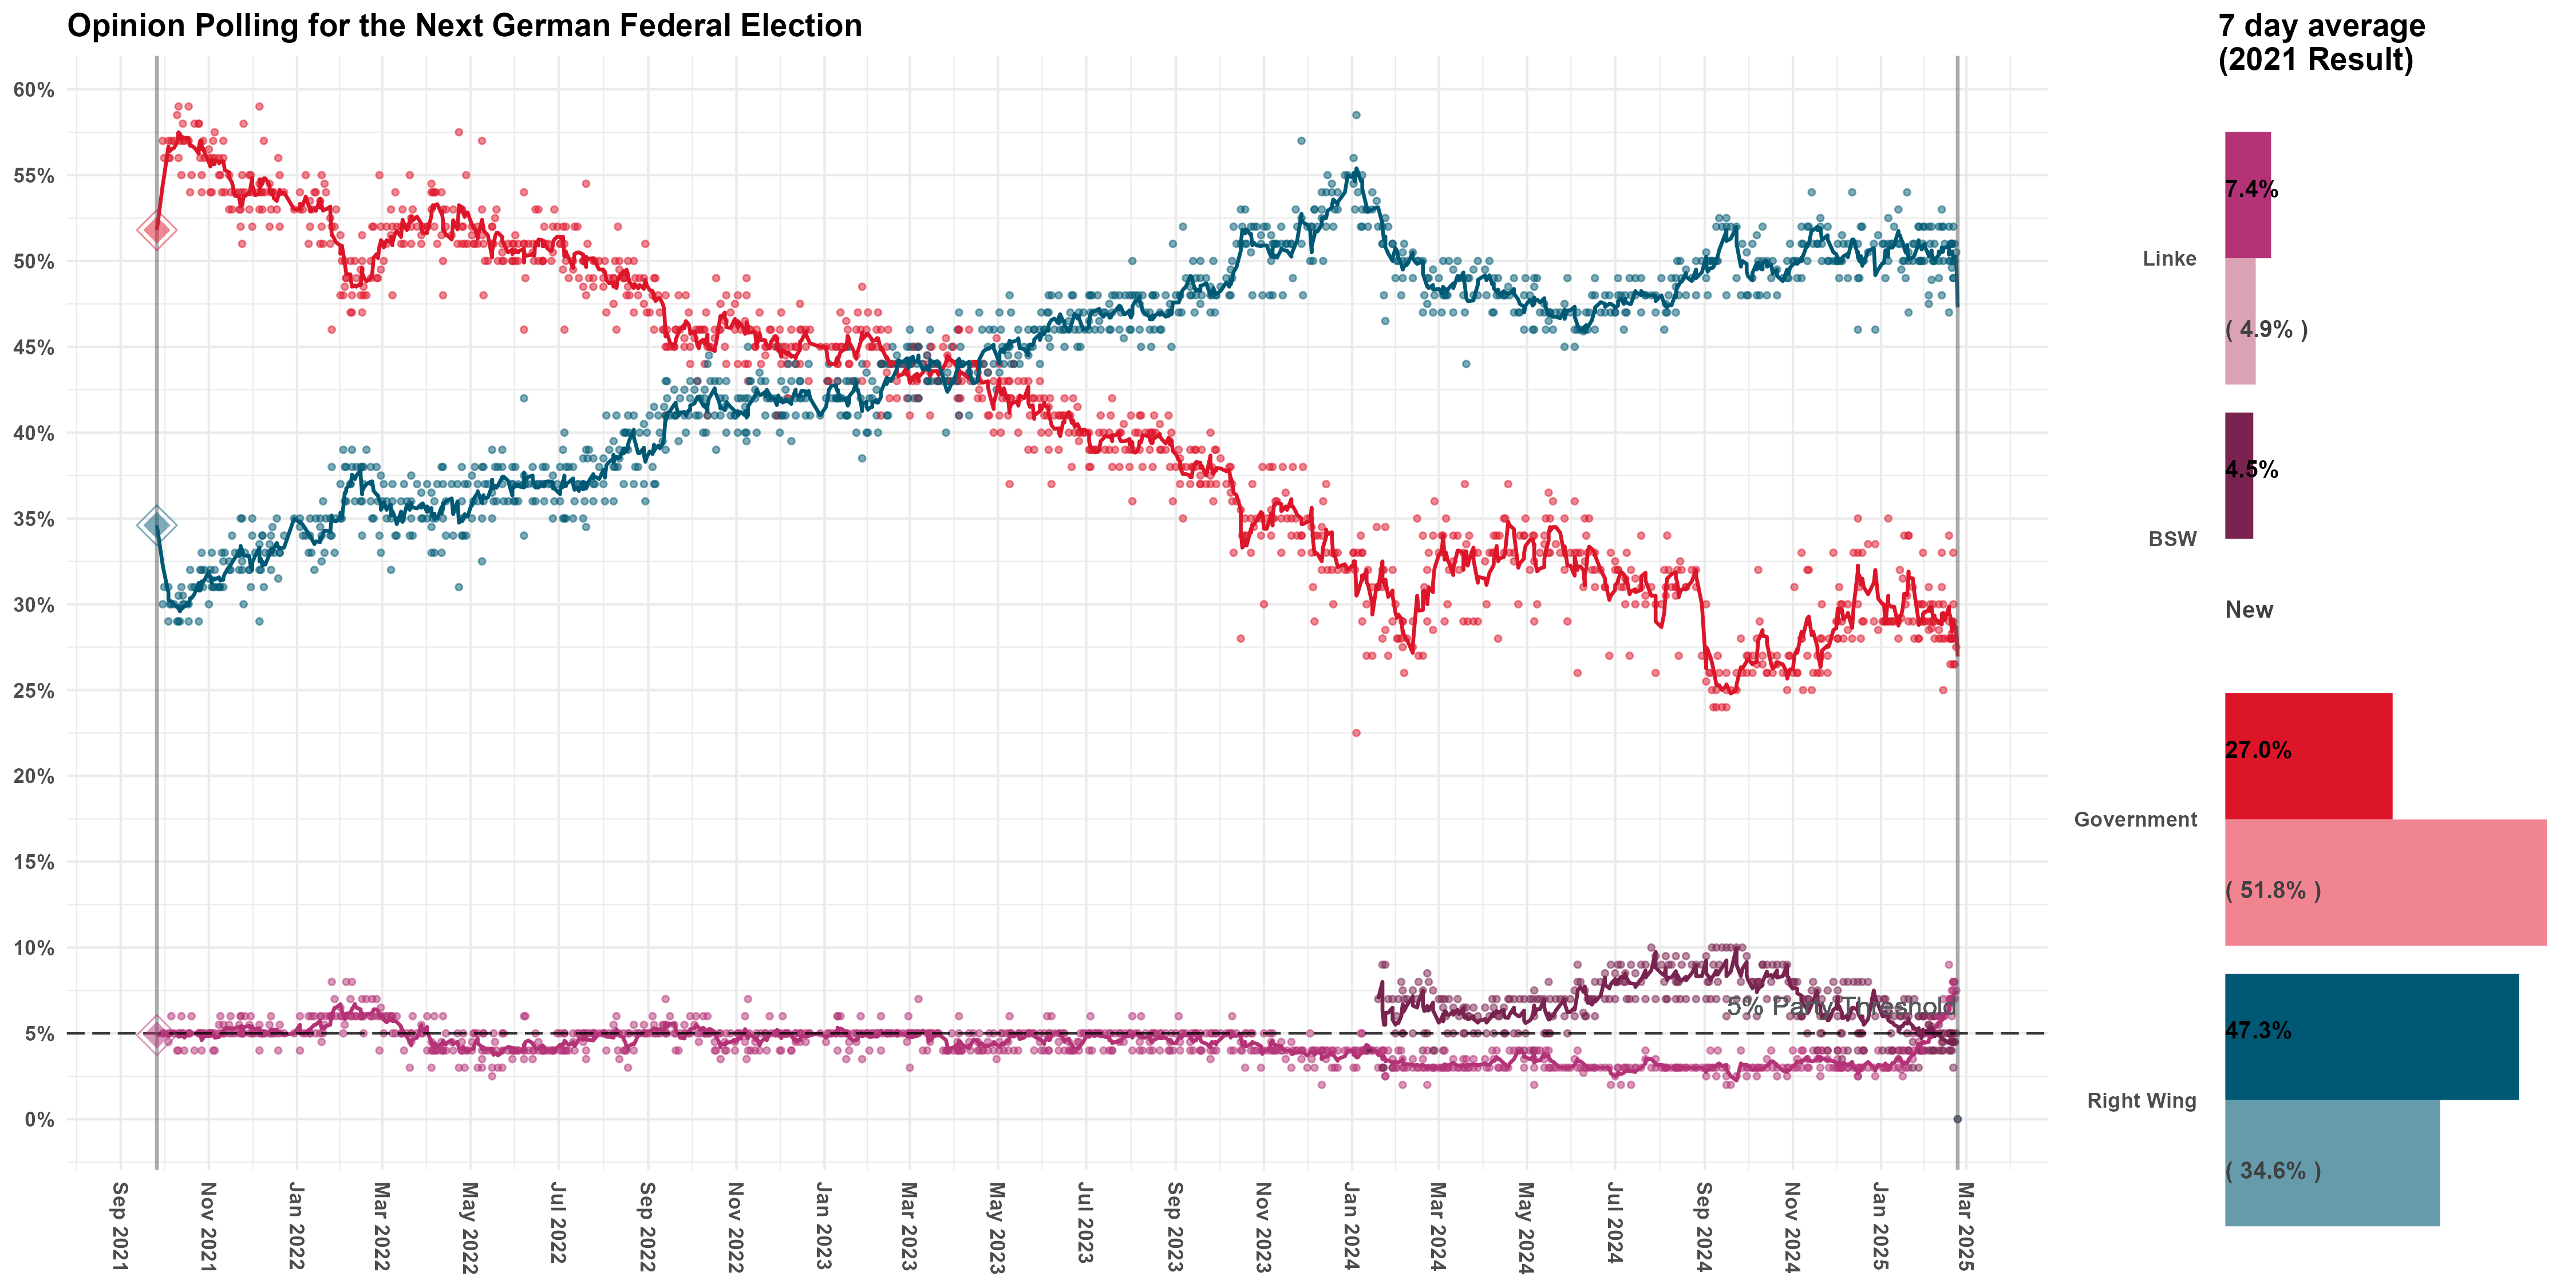 Opinion Polling for the Next German Federal Election
7 day average
(2021 Result)
60%
55%
50%
45%
40%
35%
30%
25%
20%
15%
10%
5%
0%
5% Party Threshold
Sep 2021
Nov 2021
Jan 2022
Mar 2022
May 2022
Jul 2022
Sep 2022
Nov 2022
Jan 2023
Mar 2023
May 2023
Jul 2023
Sep 2023
Nov 2023
Jan 2024
Mar 2024
May 2024
Jul 2024
Sep 2024
Nov 2024
Jan 2025
Mar 2025
7.4%
Linke
( 4.9% )
4.5%
BSW
New
27.0%
Government
( 51.8% )
47.3%
Right Wing
( 34.6% )